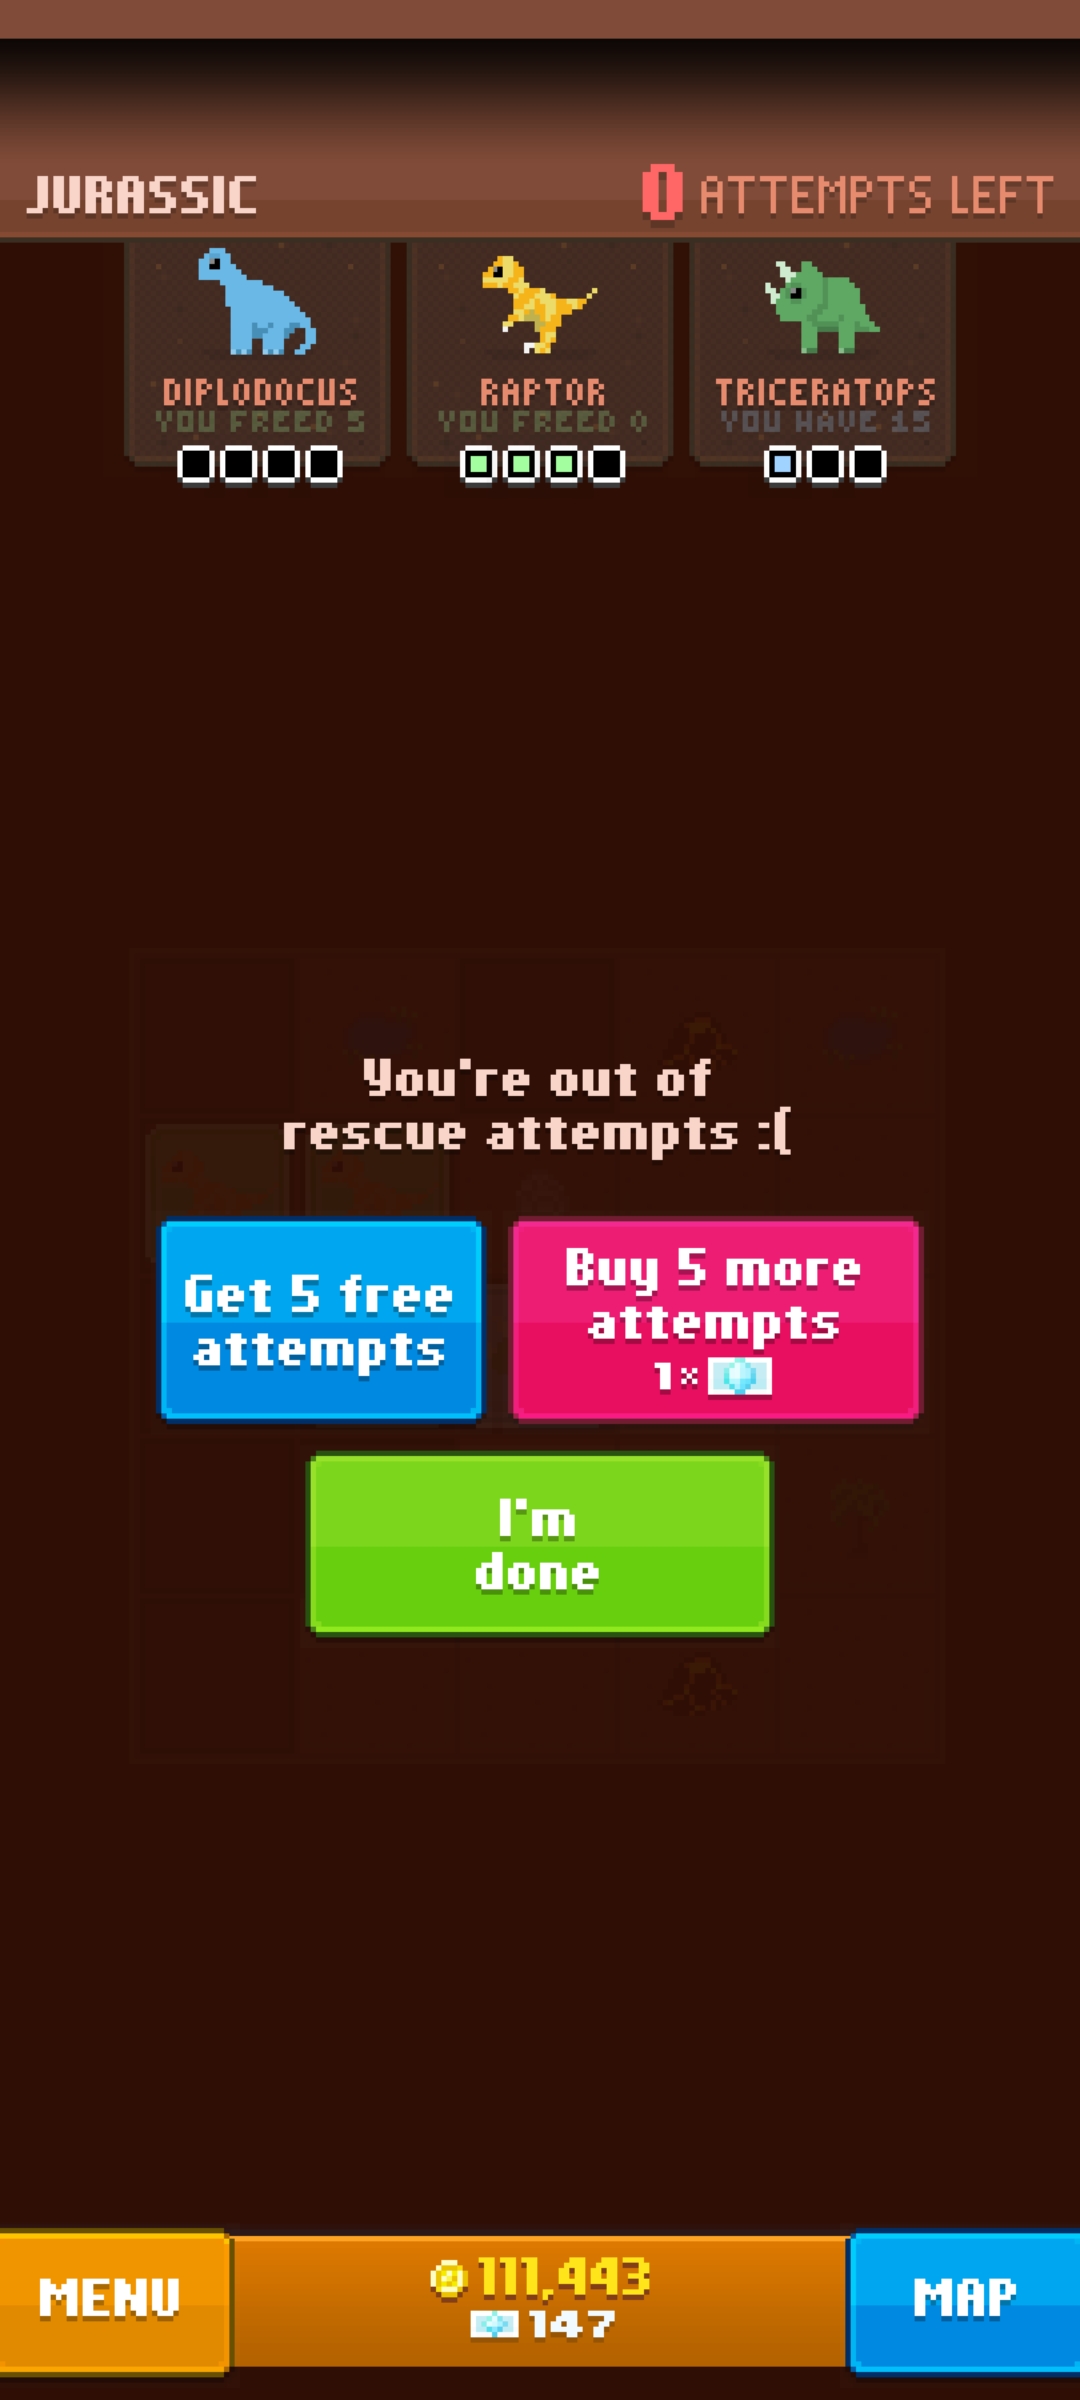 JURASSIC
0 ATTEMPTS LEFT
DIPLODOCUS
YOU FREED 5
RAPTOR
YOU FREED 0
TRICERATOPS
YOU HAVE 15
You're out of
rescue attempts :(
Get 5 free
attempts
Buy 5 more
attempts
1×
I'm
done
MENU
111,443
147
MAP